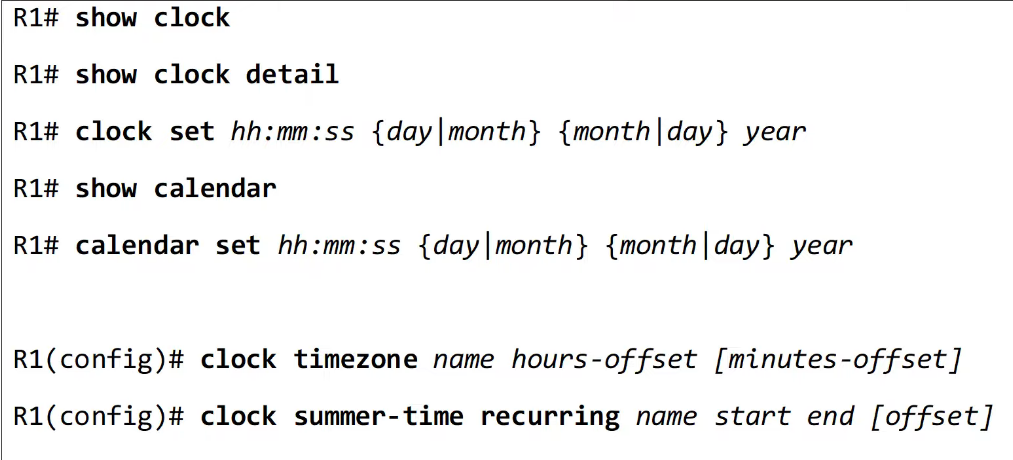 R1# show clock
R1# show clock detail
R1# clock set hh:mm:ss {day|month} {month|day} year
R1# show calendar
R1# calendar set hh:mm:ss {day|month} {month|day} year
R1(config)# clock timezone name hours-offset [minutes-offset]
R1(config)# clock summer-time recurring name start end [offset]